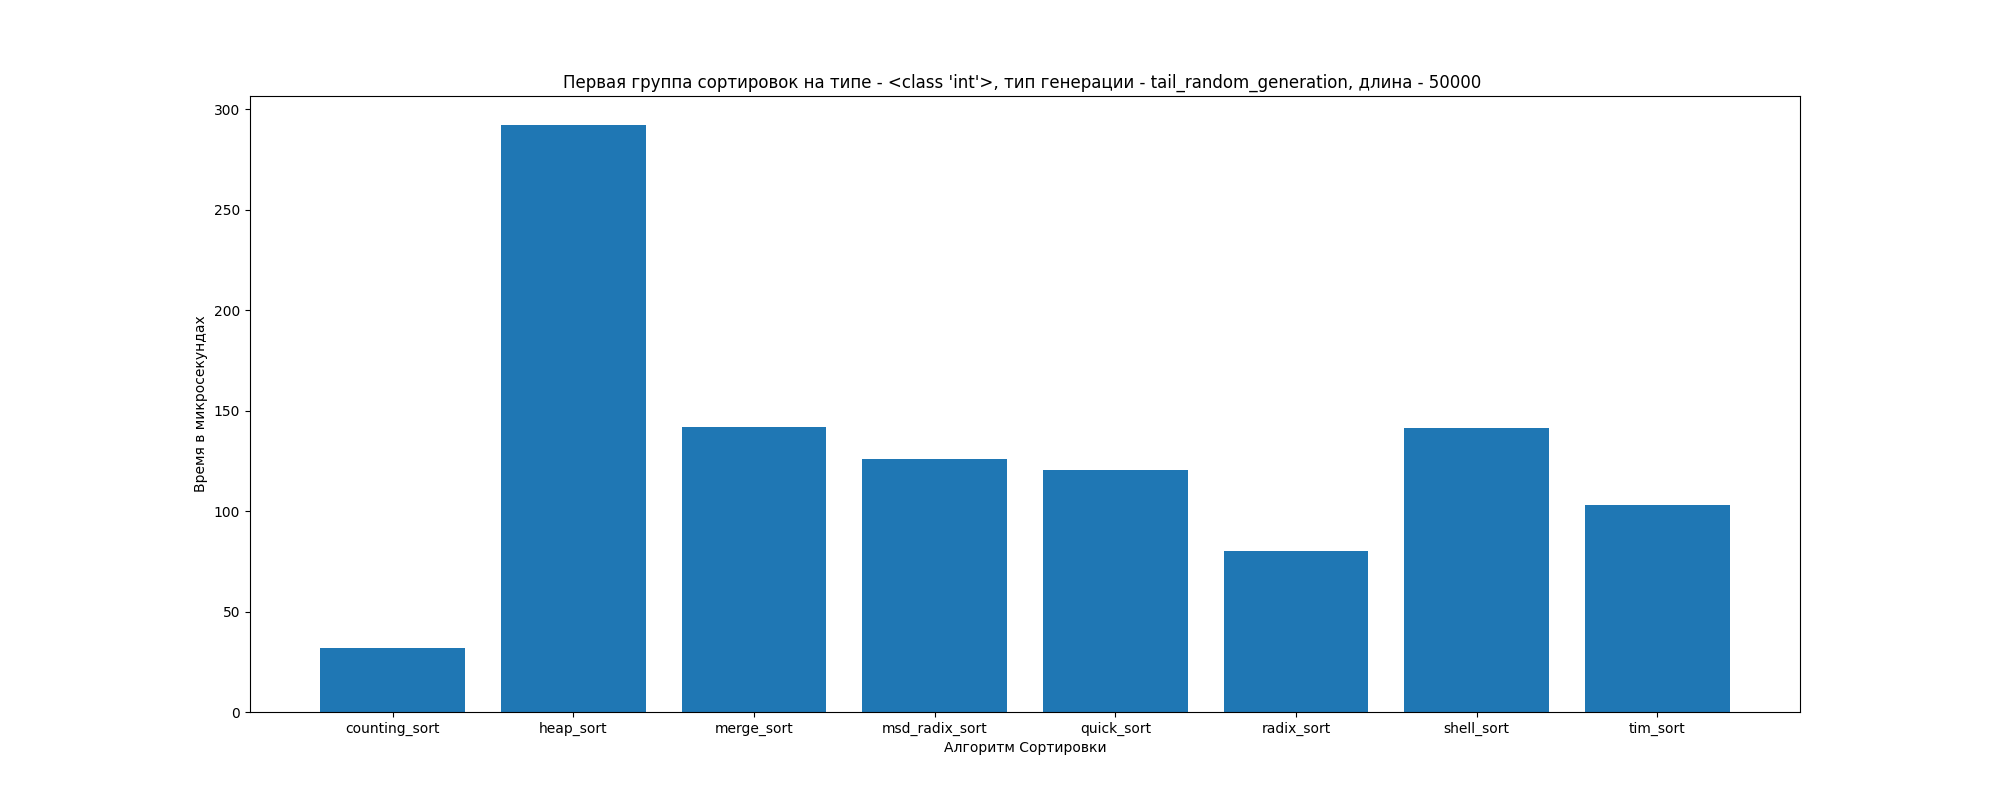 Первая группа сортировок на типе - <class 'int'>, тип генерации - tail_random_generation, длина - 50000
300
250
200
150
100
50
0
Время в микросекундах
counting_sort
heap_sort
merge_sort
msd_radix_sort
quick_sort
radix_sort
shell_sort
tim_sort
Алгоритм Сортировки